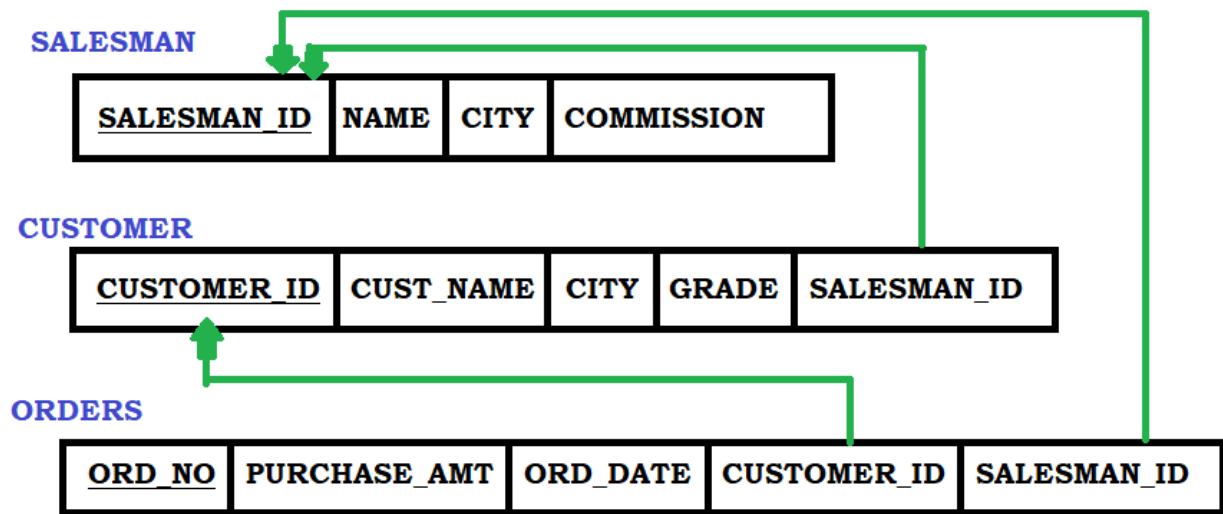 SALESMAN
SALESMAN_ID NAME CITY COMMISSION
CUSTOMER
CUSTOMER_ID CUST_NAME CITY GRADE SALESMAN_ID
ORDERS
ORD_NO PURCHASE_AMT ORD_DATE CUSTOMER_ID SALESMAN_ID